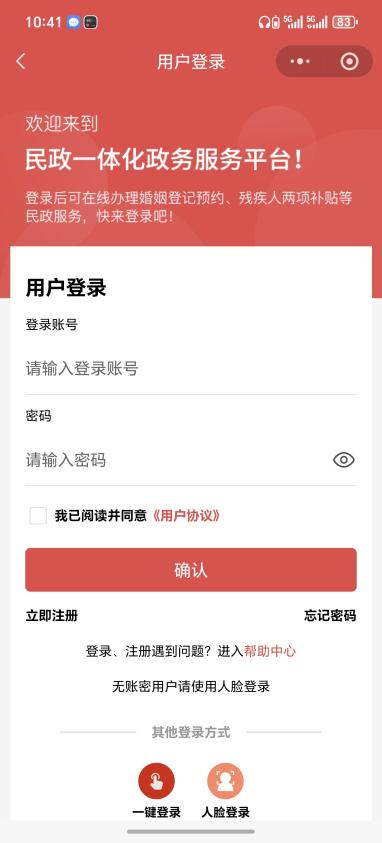 10:41
5G 5G 83
用户登录
欢迎来到
民政一体化政务服务平台！
登录后可在线办理婚姻登记预约、残疾人两项补贴等
民政服务，快来登录吧！
用户登录
登录账号
请输入登录账号
密码
请输入密码
我已阅读并同意《用户协议》
确认
立即注册 忘记密码
登录、注册遇到问题？进入帮助中心
无账密用户请使用人脸登录
其他登录方式
一键登录 人脸登录